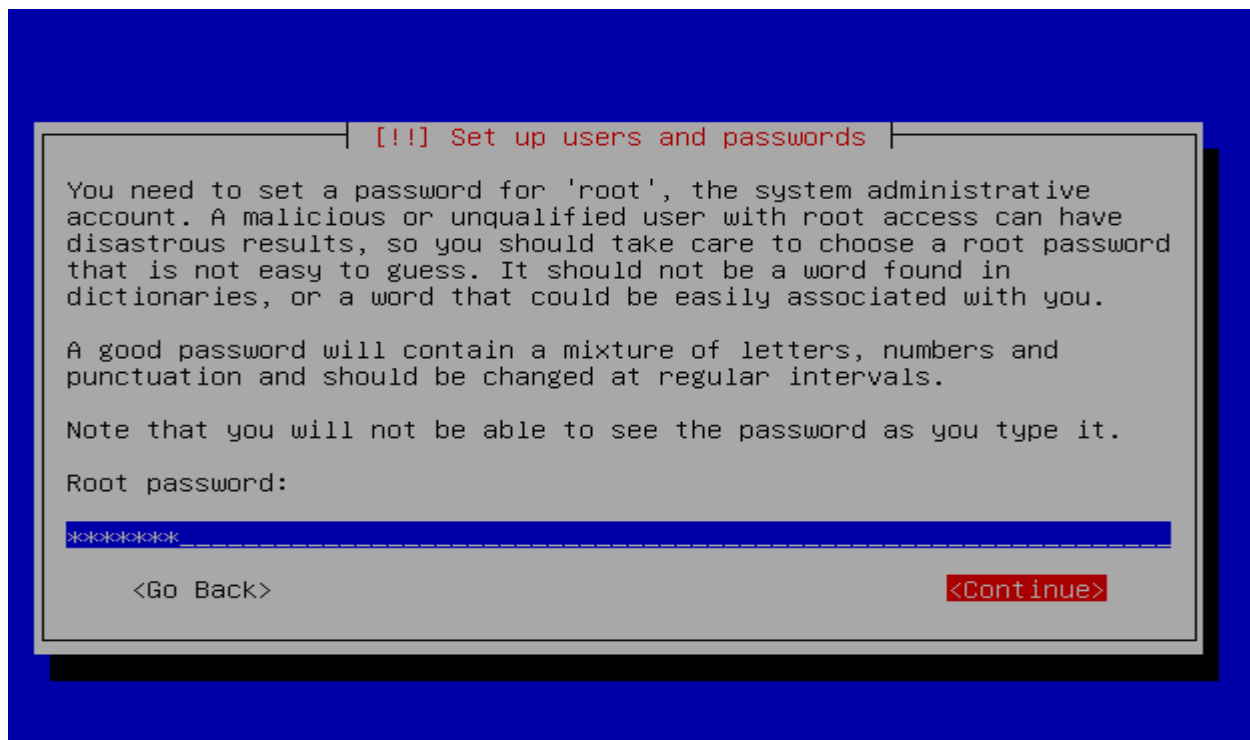 [!!] Set up users and passwords
You need to set a password for 'root', the system administrative
account. A malicious or unqualified user with root access can have
disastrous results, so you should take care to choose a root password
that is not easy to guess. It should not be a word found in
dictionaries, or a word that could be easily associated with you.
A good password will contain a mixture of letters, numbers and
punctuation and should be changed at regular intervals.
Note that you will not be able to see the password as you type it.
Root password:
*******_______________________________________________________________
<Go Back> <Continue>